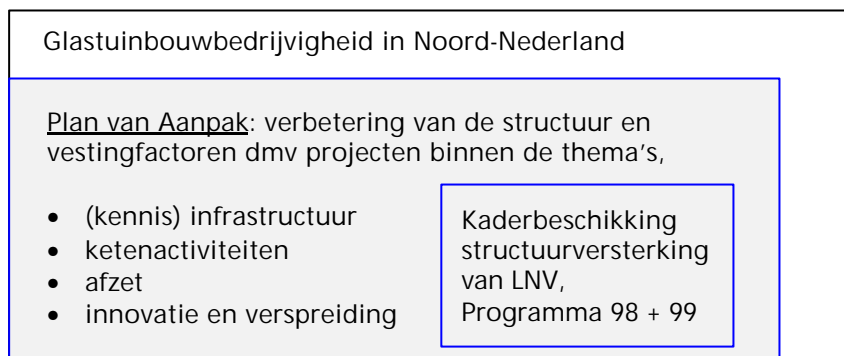 Glastuinbouwbedrijvigheid in Noord-Nederland
Plan van Aanpak: verbetering van de structuur en
vestingfactoren dmv projecten binnen de thema's,
• (kennis) infrastructuur
• ketenactiviteiten
• afzet
• innovatie en verspreiding
Kaderbeschikking
structuurversterking
van LNV,
Programma 98 + 99